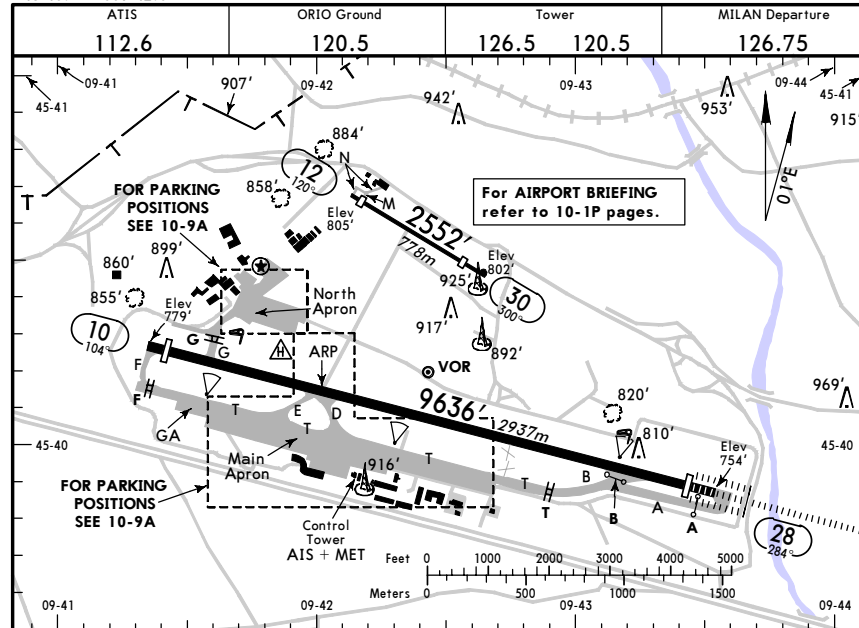 ATIS ORIO Ground Tower MILAN Departure
112.6 120.5 126.5 120.5 126.75
09-41 09-42 09-43 09-44
45-41 45-41
907'
942'
953'
915'
T
T
T
T
884'
N
12
120°
858'
M
Elev
805'
FOR PARKING
POSITIONS
SEE 10-9A
For AIRPORT BRIEFING
refer to 10-1P pages.
01°E
2552'
778m
Elev
802'
925'
30
300°
860'
899'
855'
Elev
779'
North
Apron
917'
892'
10
104°
G
G
H
ARP
VOR
F
F
820'
969'
9636'
2937m
T
E
D
T
GA
810'
Elev
754'
45-40 45-40
Main
Apron
T
916'
FOR PARKING
POSITIONS
SEE 10-9A
T
T
B
B
A
A
28
284°
Control
Tower
AIS + MET
Feet 0 1000 2000 3000 4000 5000
Meters 0 500 1000 1500
09-41 09-42 09-43 09-44